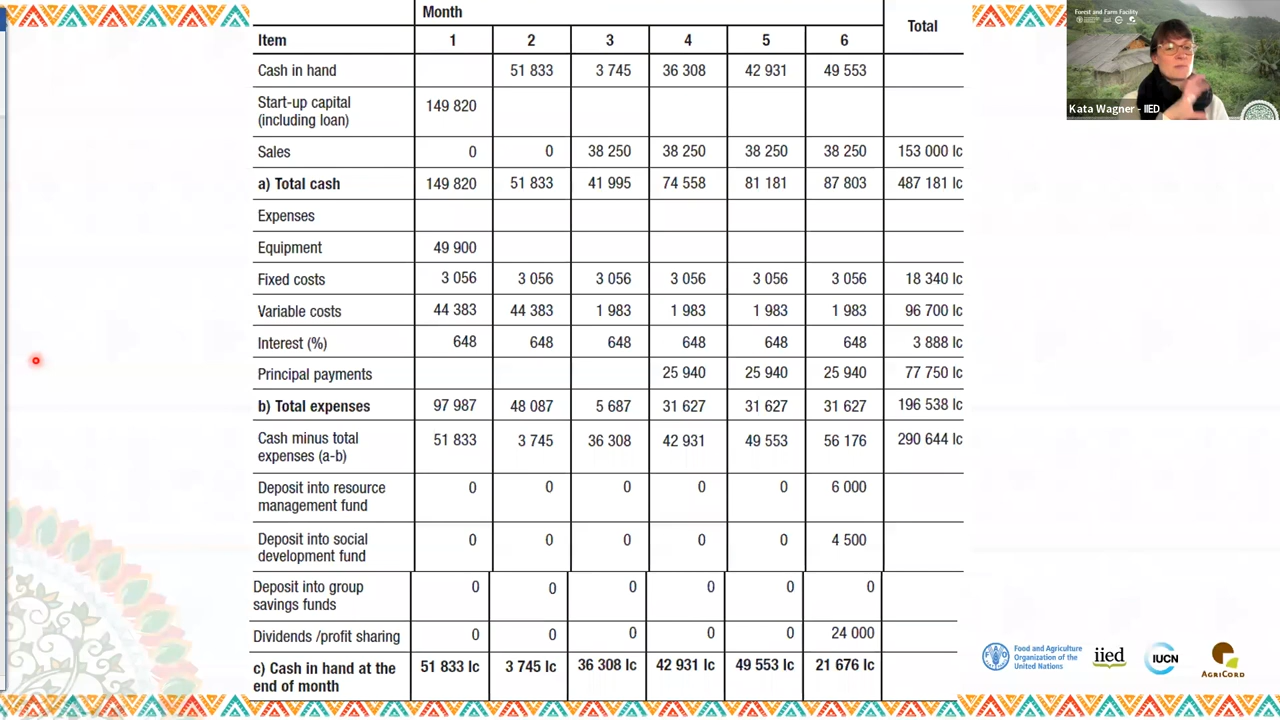 Month
Item 1 2 3 4 5 6 Total
Cash in hand 51 833 3 745 36 308 42 931 49 553
Start-up capital
(including loan) 149 820
Sales 0 0 38 250 38 250 38 250 38 250 153 000 lc
a) Total cash 149 820 51 833 41 995 74 558 81 181 87 803 487 181 lc
Expenses
Equipment 49 900
Fixed costs 3 056 3 056 3 056 3 056 3 056 3 056 18 340 lc
Variable costs 44 383 44 383 1 983 1 983 1 983 1 983 96 700 lc
Interest (%) 648 648 648 648 648 648 3 888 lc
Principal payments 25 940 25 940 25 940 77 750 lc
b) Total expenses 97 987 48 087 5 687 31 627 31 627 31 627 196 538 lc
Cash minus total
expenses (a-b) 51 833 3 745 36 308 42 931 49 553 56 176 290 644 lc
Deposit into resource
management fund 0 0 0 0 0 6 000
Deposit into social
development fund 0 0 0 0 0 4 500
Deposit into group
savings funds 0 0 0 0 0 0
Dividends /profit sharing 0 0 0 0 0 24 000
c) Cash in hand at the
end of month 51 833 lc 3 745 lc 36 308 lc 42 931 lc 49 553 lc 21 676 lc
Forest and Farm Facility
Kata Wagner - IIED
Food and Agriculture
Organization of the
United Nations
iied
IUCN
AGRICORD